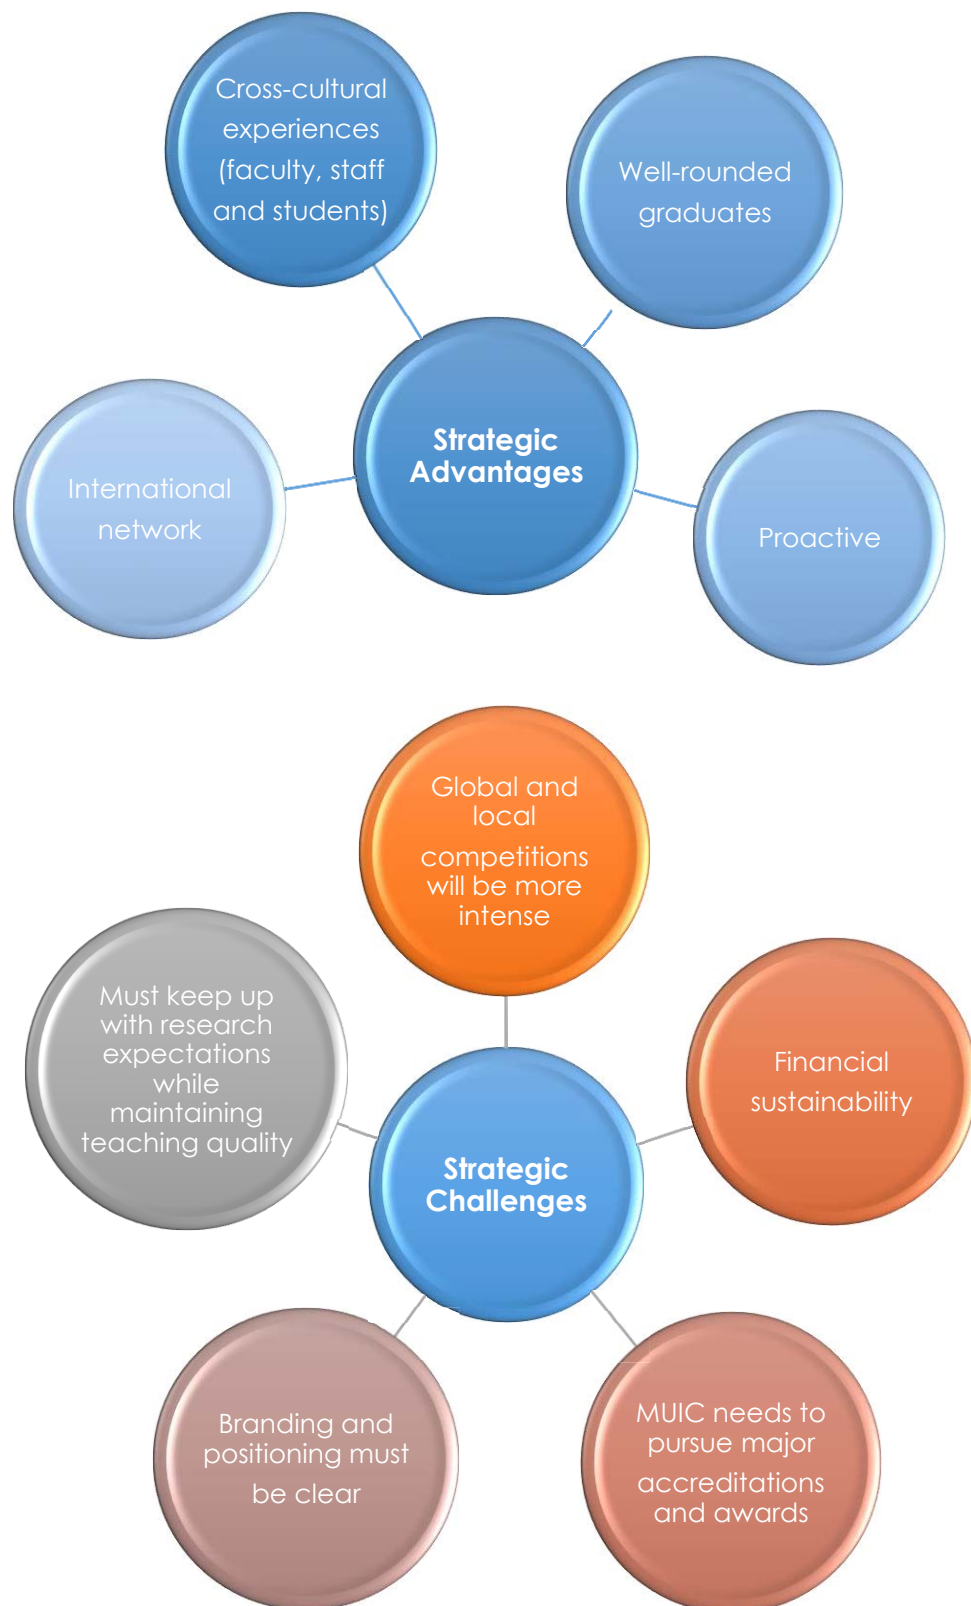 Cross-cultural
experiences
(faculty, staff
and students)
Well-rounded
graduates
Strategic
Advantages
International
network
Proactive
Global and
local
competitions
will be more
intense
Must keep up
with research
expectations
while
maintaining
teaching quality
Financial
sustainability
Strategic
Challenges
Branding and
positioning must
be clear
MUIC needs to
pursue major
accreditations
and awards